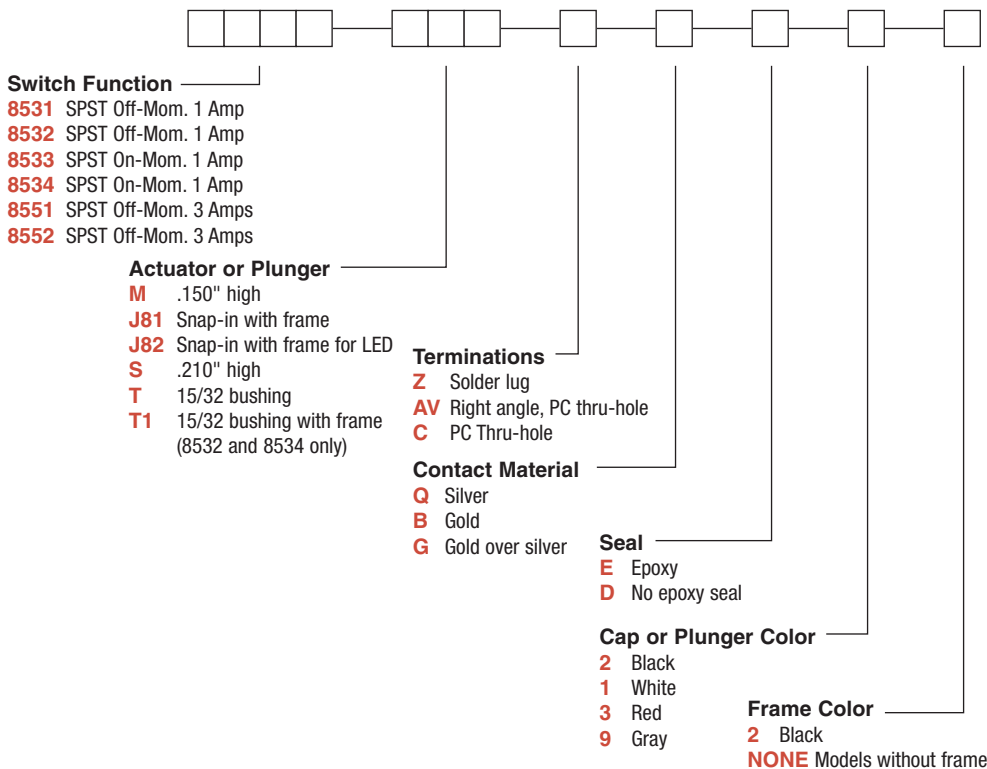 Switch Function
8531 SPST Off-Mom. 1 Amp
8532 SPST Off-Mom. 1 Amp
8533 SPST On-Mom. 1 Amp
8534 SPST On-Mom. 1 Amp
8551 SPST Off-Mom. 3 Amps
8552 SPST Off-Mom. 3 Amps
Actuator or Plunger
M .150" high
J81 Snap-in with frame
J82 Snap-in with frame for LED
S .210" high
T 15/32 bushing
T1 15/32 bushing with frame
(8532 and 8534 only)
Terminations
Z Solder lug
AV Right angle, PC thru-hole
C PC Thru-hole
Contact Material
Q Silver
B Gold
G Gold over silver
Seal
E Epoxy
D No epoxy seal
Cap or Plunger Color
2 Black
1 White
3 Red
9 Gray
Frame Color
2 Black
NONE Models without frame